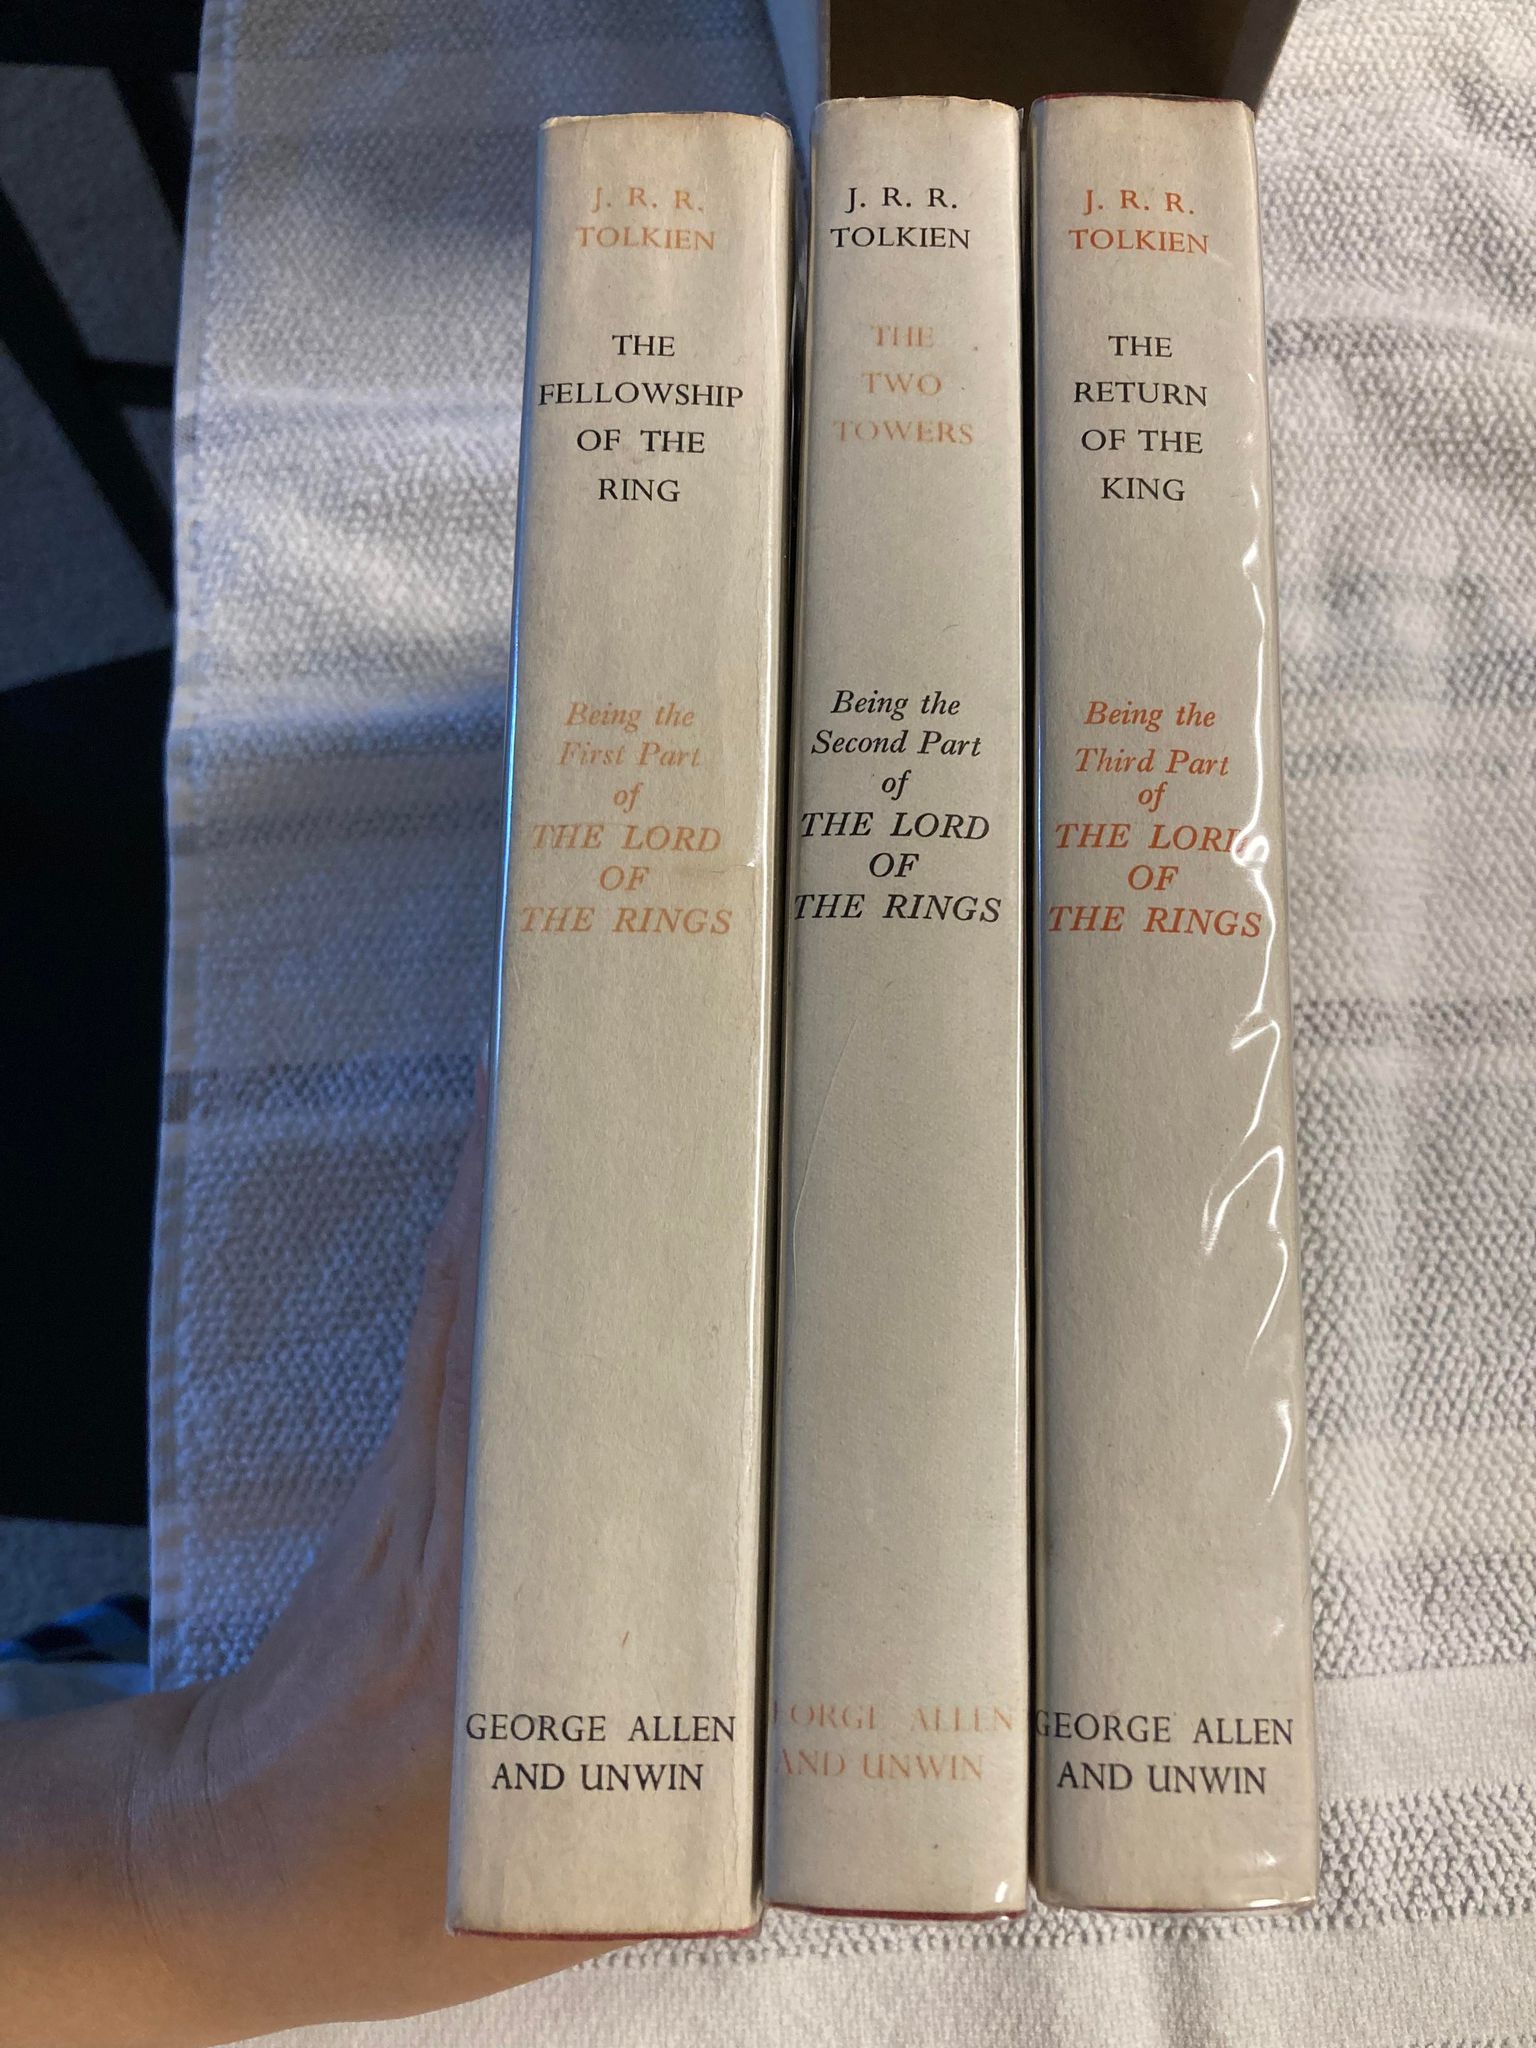 J. R. R.
TOLKIEN
THE
FELLOWSHIP
OF THE
RING
Being the
First Part
of
THE LORD
OF
THE RINGS
GEORGE ALLEN
AND UNWIN
J. R. R.
TOLKIEN
THE
TWO
TOWERS
Being the
Second Part
of
THE LORD
OF
THE RINGS
GEORGE ALLEN
AND UNWIN
J. R. R.
TOLKIEN
THE
RETURN
OF THE
KING
Being the
Third Part
of
THE LORD
OF
THE RINGS
GEORGE ALLEN
AND UNWIN